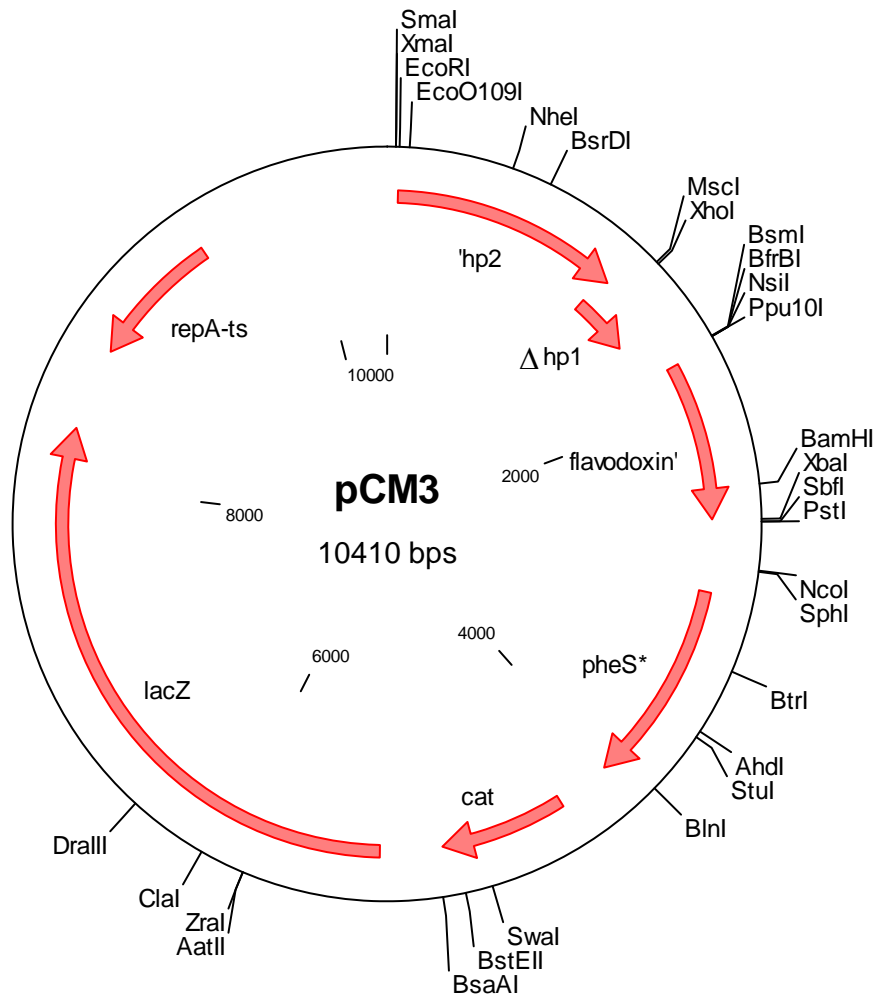 SmaI
XmaI
EcoRI
EcoO109I
NheI
BsrDI
MscI
XhoI
BsmI
BfrBI
NsiI
Ppu10I
'hp2
repA-ts
Δ hp1
10000
BamHI
XbaI
SbfI
PstI
flavodoxin'
2000
pCM3
8000
10410 bps
NcoI
SphI
4000
6000
pheS*
lacZ
BtrI
AhdI
StuI
cat
BlnI
DraIII
ClaI
ZraI
AatII
SwaI
BstEII
BsaAI